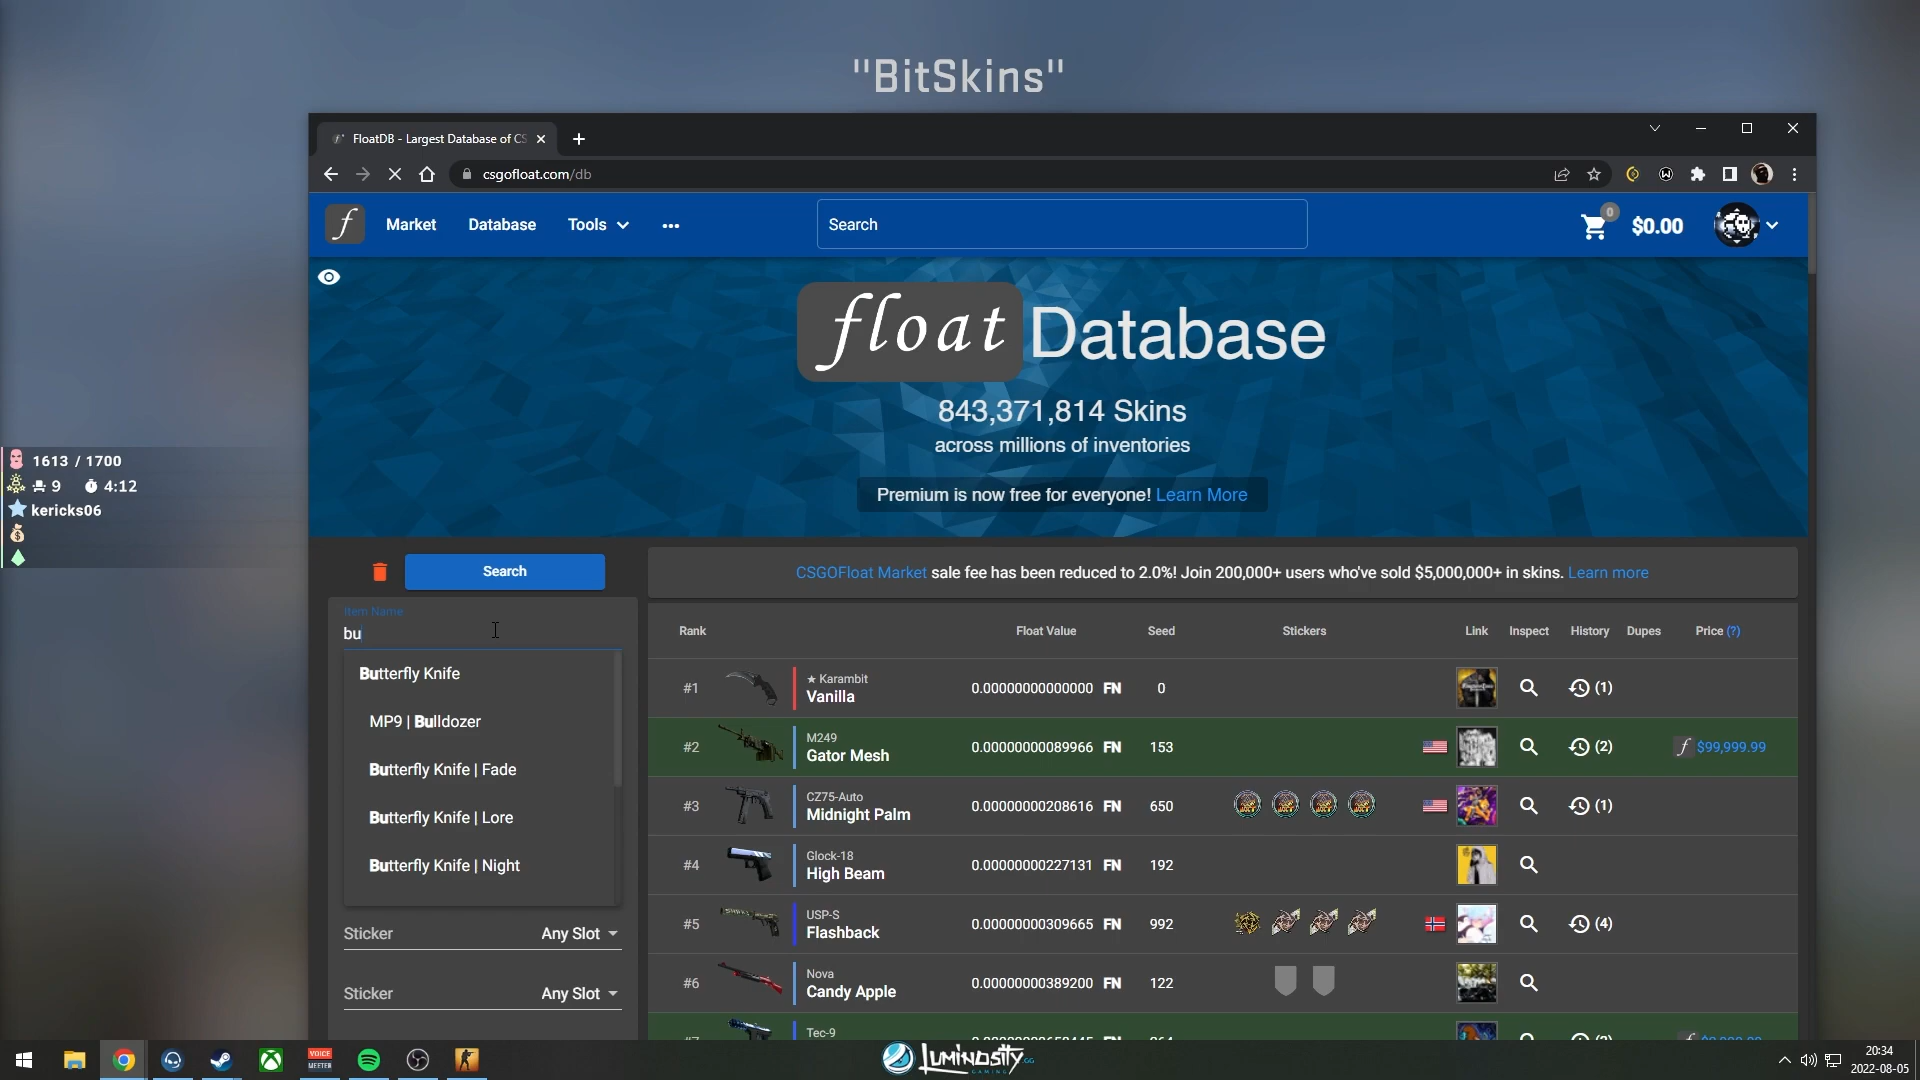 "BitSkins"
FloatDB - Largest Database of CS
csgofloat.com/db
f Market Database Tools Search 0 $0.00
float Database
843,371,814 Skins
across millions of inventories
Premium is now free for everyone! Learn More
1613 / 1700
9 4:12
kericks06
Search
CSGOFloat Market sale fee has been reduced to 2.0%! Join 200,000+ users who've sold $5,000,000+ in skins. Learn more
Item Name
bu
Butterfly Knife
MP9 | Bulldozer
Butterfly Knife | Fade
Butterfly Knife | Lore
Butterfly Knife | Night
Sticker Any Slot
Sticker Any Slot
Rank Float Value Seed Stickers Link Inspect History Dupes Price (?)
#1 ★ Karambit
Vanilla 0.00000000000000 FN 0 (1)
#2 M249
Gator Mesh 0.00000000089966 FN 153 (2) f $99,999.99
#3 CZ75-Auto
Midnight Palm 0.00000000208616 FN 650 (1)
#4 Glock-18
High Beam 0.00000000227131 FN 192
#5 USP-S
Flashback 0.00000000309665 FN 992 (4)
#6 Nova
Candy Apple 0.00000000389200 FN 122
Tec-9
VOICE
MEETER
LUMINOSITY.GG
GAMING
20:34
2022-08-05